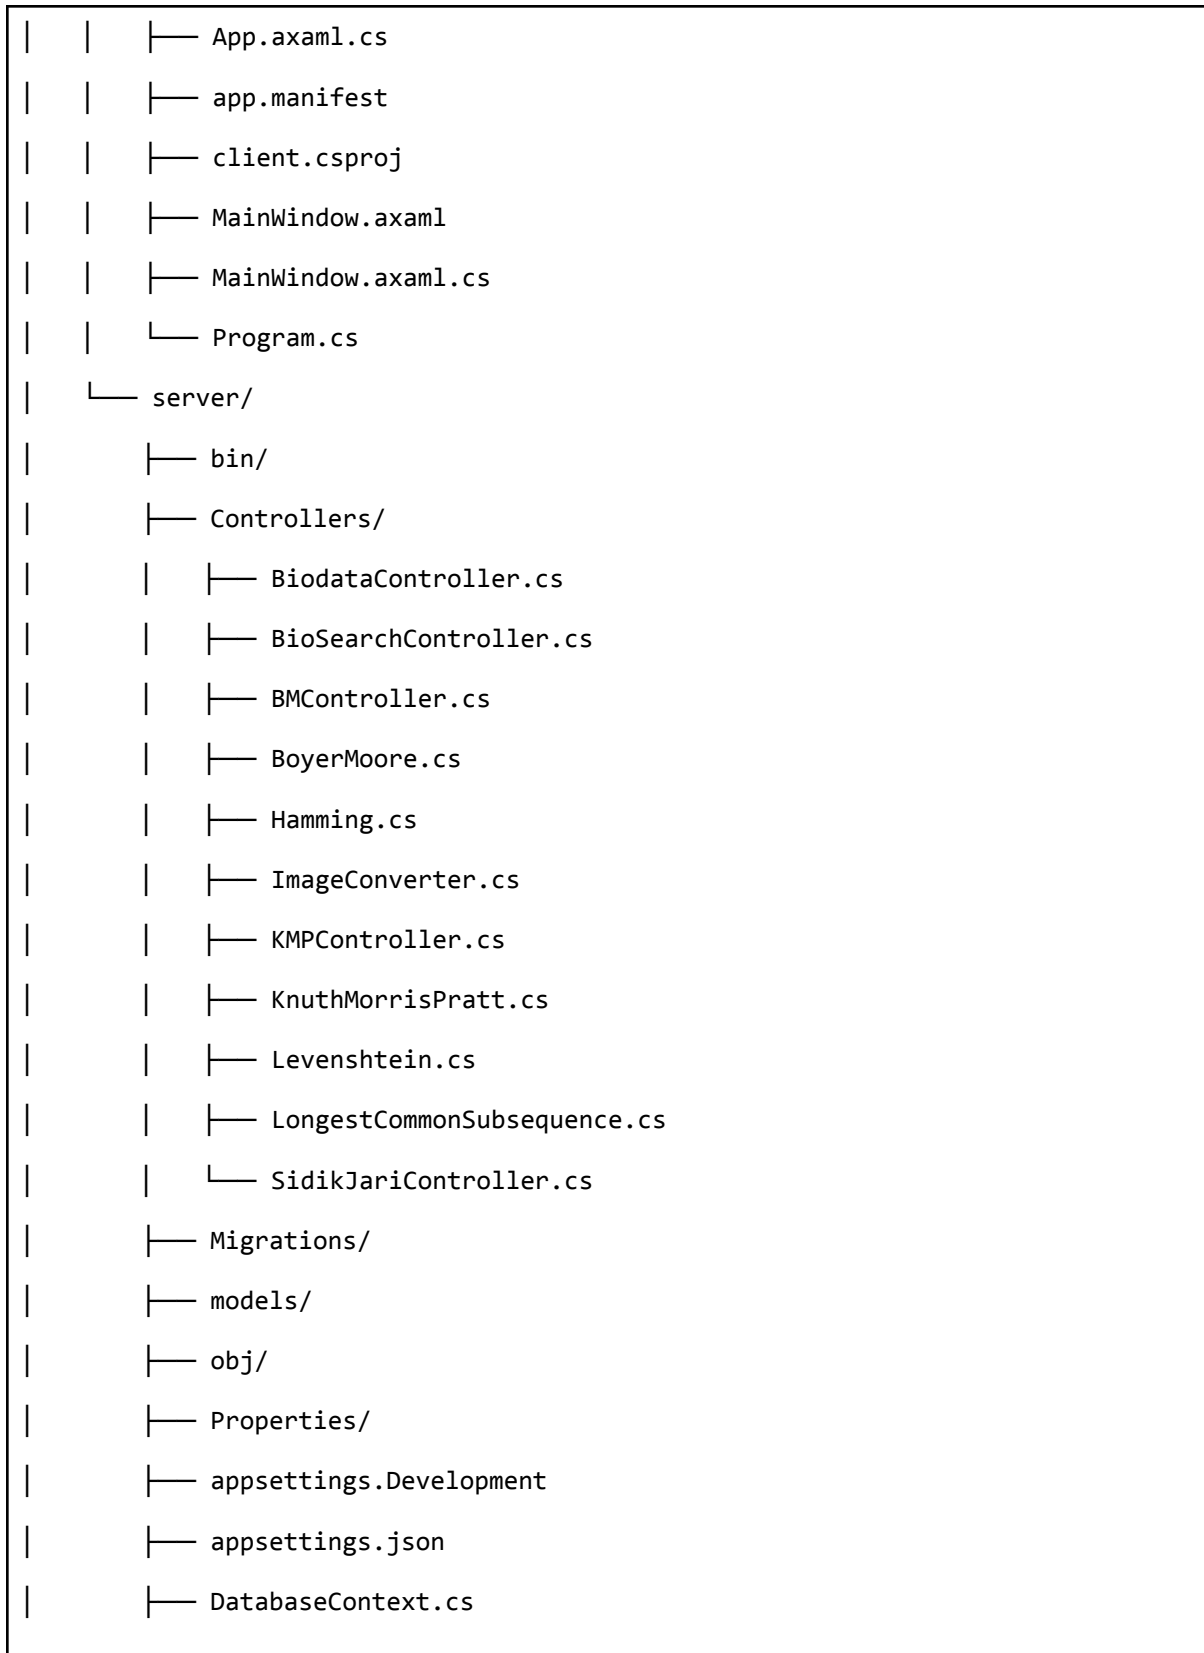 │   │   ├── App.axaml.cs
│   │   ├── app.manifest
│   │   ├── client.csproj
│   │   ├── MainWindow.axaml
│   │   ├── MainWindow.axaml.cs
│   │   └── Program.cs
│   └── server/
│       ├── bin/
│       ├── Controllers/
│       │   ├── BiodataController.cs
│       │   ├── BioSearchController.cs
│       │   ├── BMController.cs
│       │   ├── BoyerMoore.cs
│       │   ├── Hamming.cs
│       │   ├── ImageConverter.cs
│       │   ├── KMPController.cs
│       │   ├── KnuthMorrisPratt.cs
│       │   ├── Levenshtein.cs
│       │   ├── LongestCommonSubsequence.cs
│       │   └── SidikJariController.cs
│       ├── Migrations/
│       ├── models/
│       ├── obj/
│       ├── Properties/
│       ├── appsettings.Development
│       ├── appsettings.json
│       ├── DatabaseContext.cs